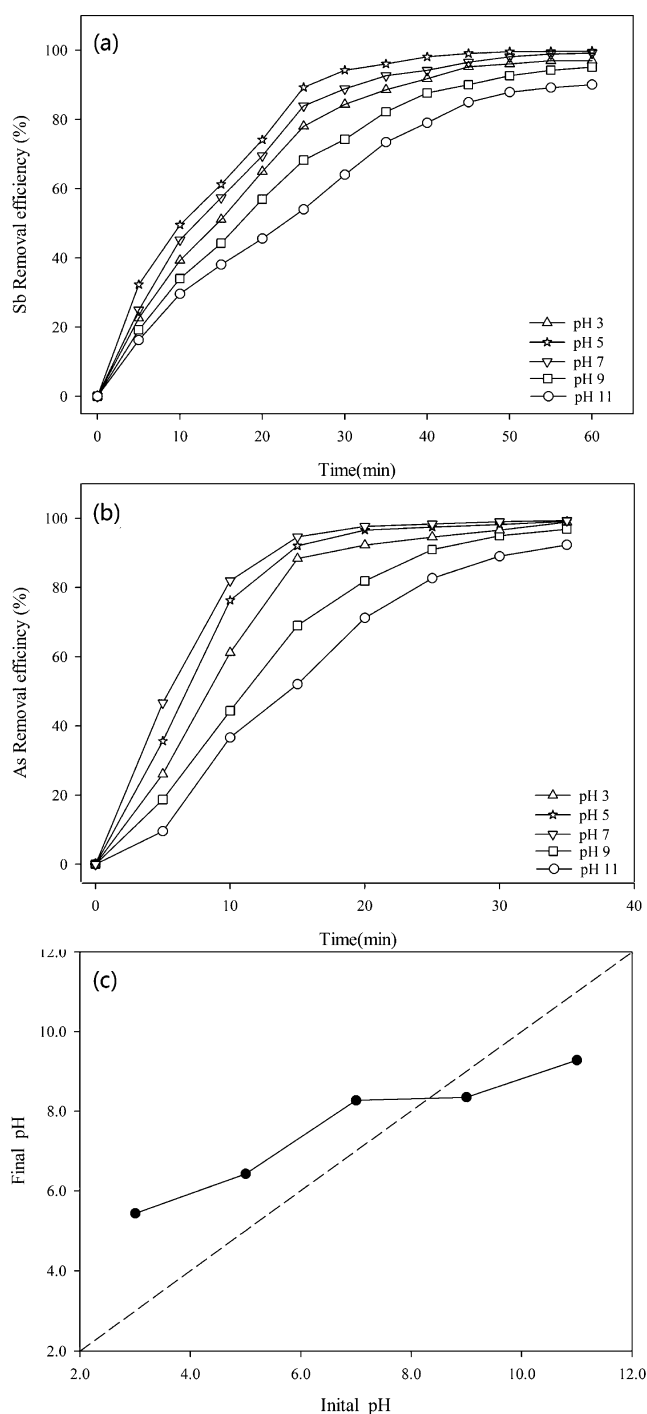 (a)
Sb Removal efficiency (%)
100
80
60
40
20
0
pH 3
pH 5
pH 7
pH 9
pH 11
0 10 20 30 40 50 60
Time(min)
(b)
As Removal efficincy (%)
100
80
60
40
20
0
pH 3
pH 5
pH 7
pH 9
pH 11
0 10 20 30 40
Time(min)
(c)
Final pH
12.0
10.0
8.0
6.0
4.0
2.0
2.0 4.0 6.0 8.0 10.0 12.0
Inital pH